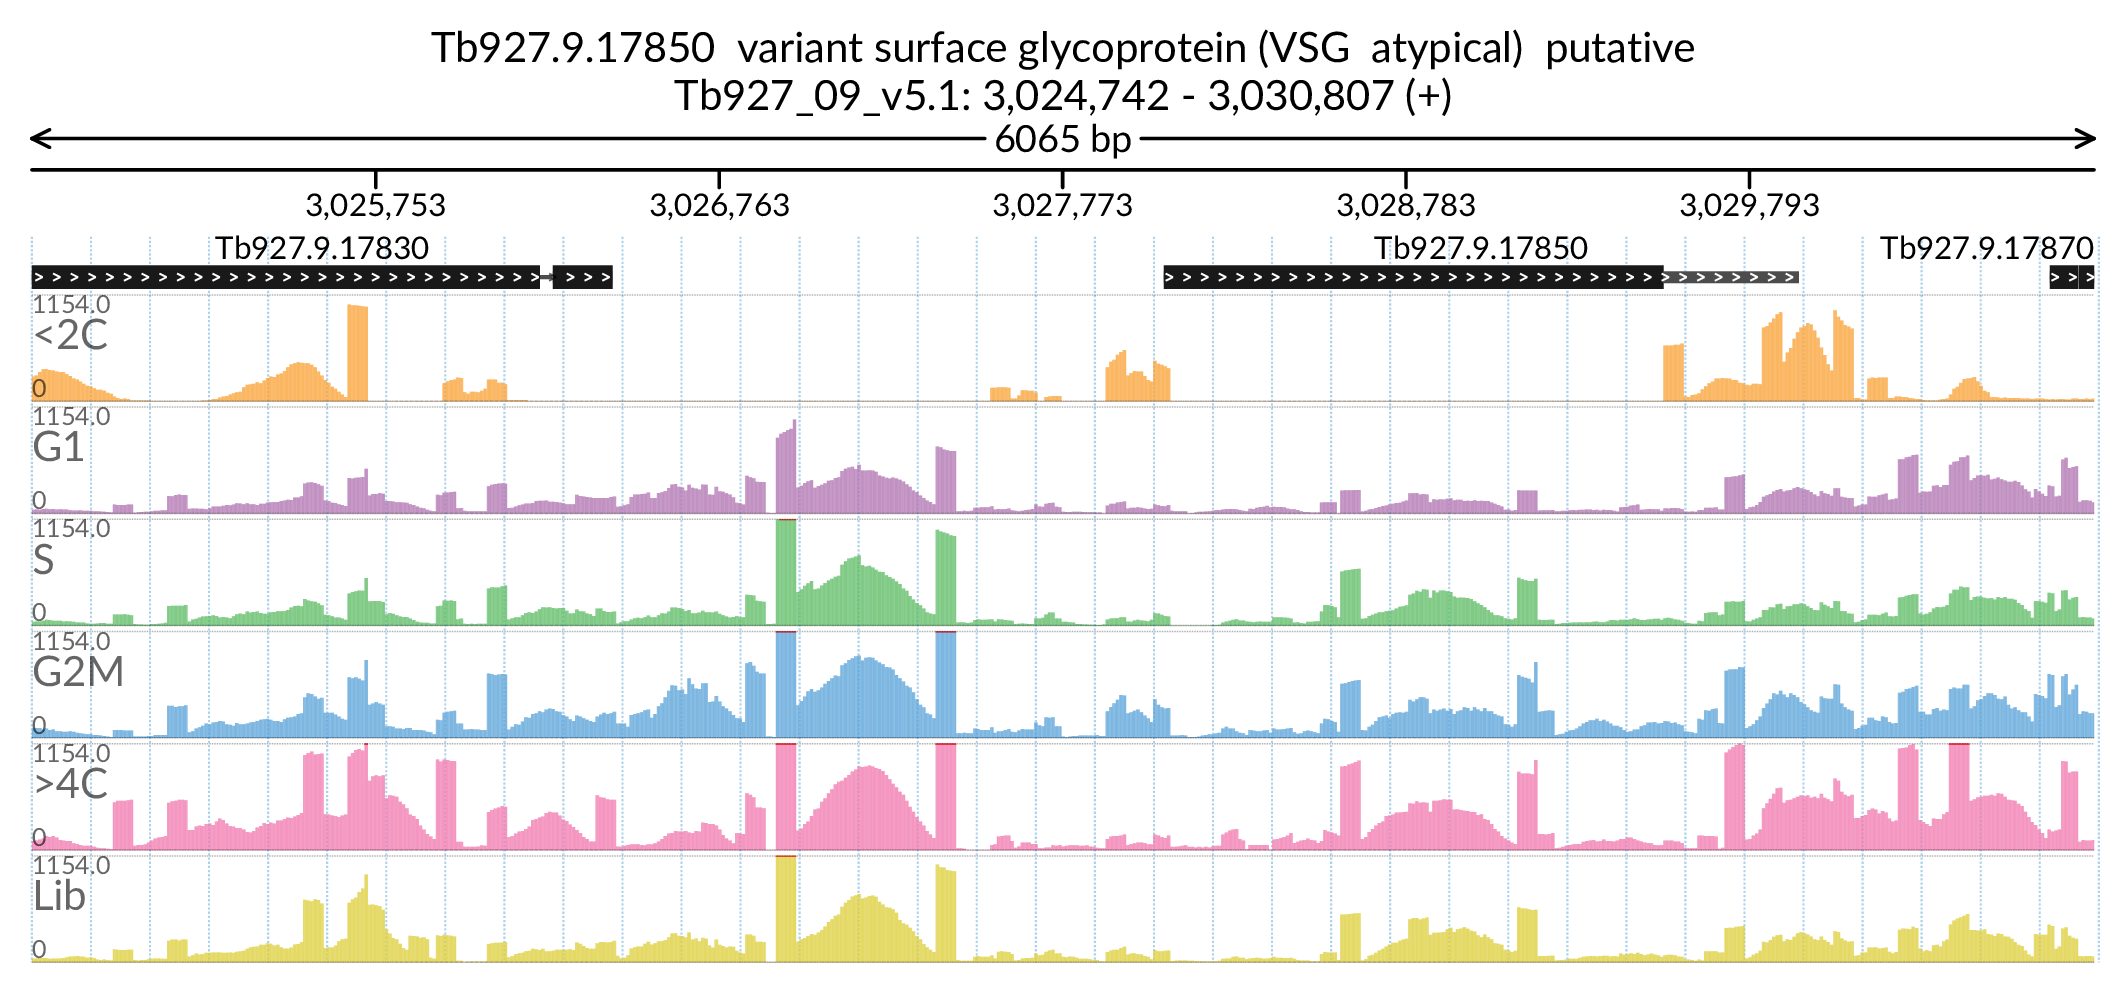 Tb927.9.17850  variant surface glycoprotein (VSG  atypical)  putative
Tb927_09_v5.1: 3,024,742 - 3,030,807 (+)
6065 bp
3,025,753 3,026,763 3,027,773 3,028,783 3,029,793
Tb927.9.17830 Tb927.9.17850 Tb927.9.17870
1154.0
<2C
0
1154.0
G1
0
1154.0
S
0
1154.0
G2M
0
1154.0
>4C
0
1154.0
Lib
0